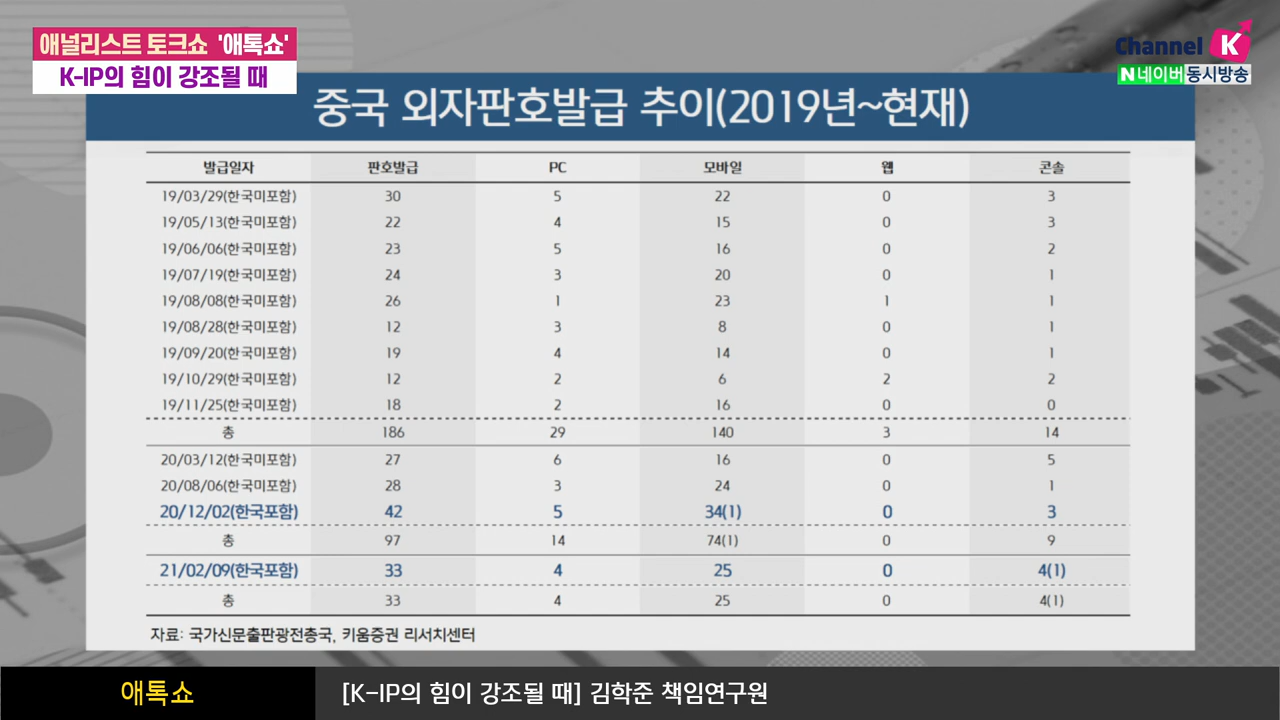 애널리스트 토크쇼 '애톡쇼'
K-IP의 힘이 강조될 때
Channel K
N 네이버 동시방송
중국 외자판호발급 추이(2019년~현재)
발급일자 판호발급 PC 모바일 웹 콘솔
19/03/29(한국미포함) 30 5 22 0 3
19/05/13(한국미포함) 22 4 15 0 3
19/06/06(한국미포함) 23 5 16 0 2
19/07/19(한국미포함) 24 3 20 0 1
19/08/08(한국미포함) 26 1 23 1 1
19/08/28(한국미포함) 12 3 8 0 1
19/09/20(한국미포함) 19 4 14 0 1
19/10/29(한국미포함) 12 2 6 2 2
19/11/25(한국미포함) 18 2 16 0 0
총 186 29 140 3 14
20/03/12(한국미포함) 27 6 16 0 5
20/08/06(한국미포함) 28 3 24 0 1
20/12/02(한국포함) 42 5 34(1) 0 3
총 97 14 74(1) 0 9
21/02/09(한국포함) 33 4 25 0 4(1)
총 33 4 25 0 4(1)
자료: 국가신문출판광전총국, 키움증권 리서치센터
애톡쇼
[K-IP의 힘이 강조될 때] 김학준 책임연구원